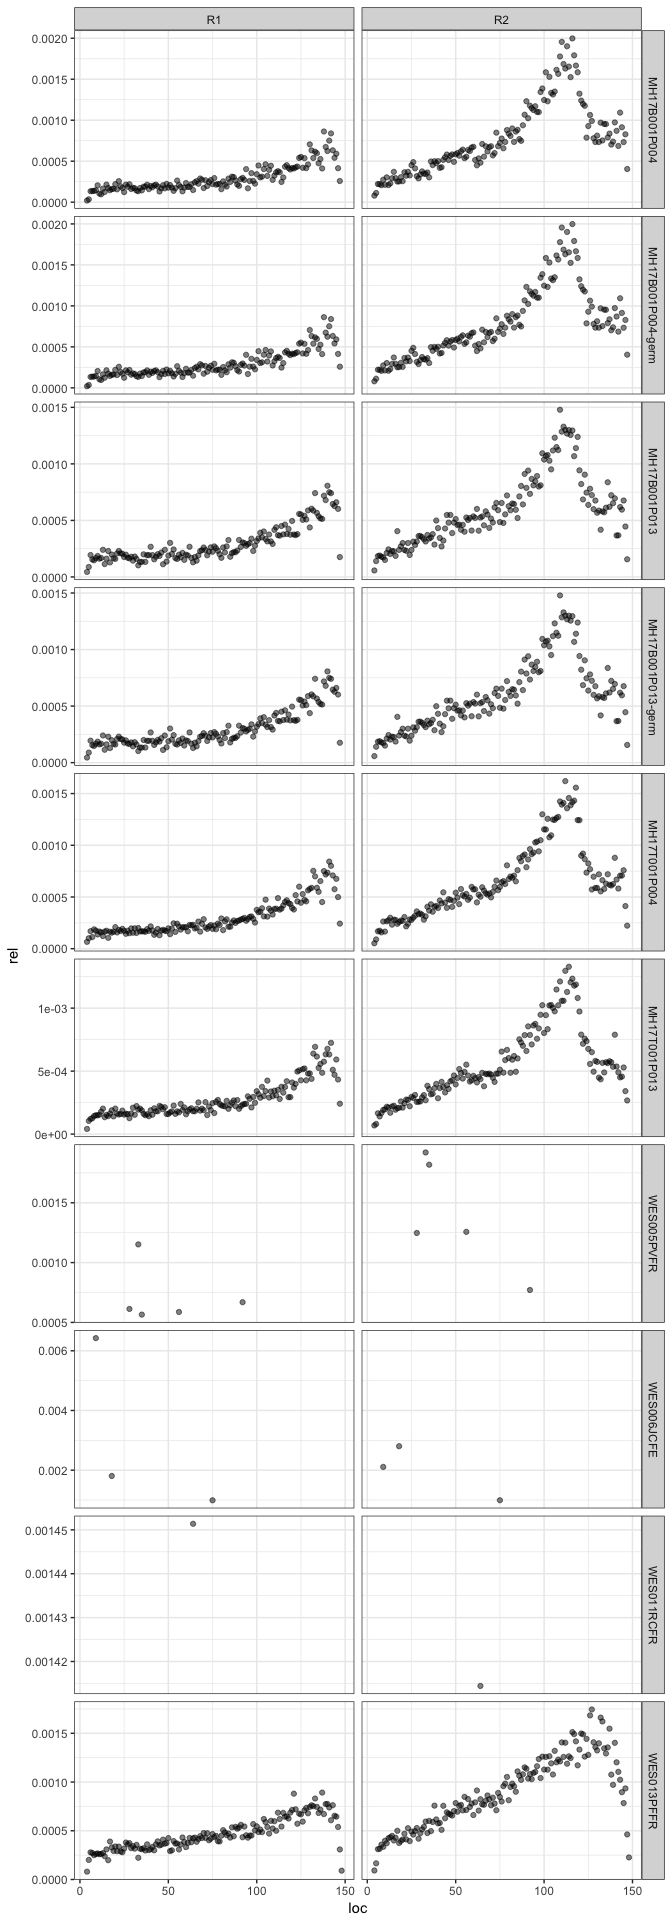 R1 R2
0.0020
0.0015
0.0010
0.0005
0.0000
MH17B001P004
0.0020
0.0015
0.0010
0.0005
0.0000
MH17B001P004-germ
0.0015
0.0010
0.0005
0.0000
MH17B001P013
0.0015
0.0010
0.0005
0.0000
MH17B001P013-germ
0.0015
0.0010
0.0005
0.0000
MH17T001P004
rel
1e-03
5e-04
0e+00
MH17T001P013
0.0015
0.0010
0.0005
WES005PVFR
0.006
0.004
0.002
WES006JCFE
0.00145
0.00144
0.00143
0.00142
WES011RCFR
0.0015
0.0010
0.0005
0.0000
WES013PFFR
0 50 100 150 0 50 100 150
loc